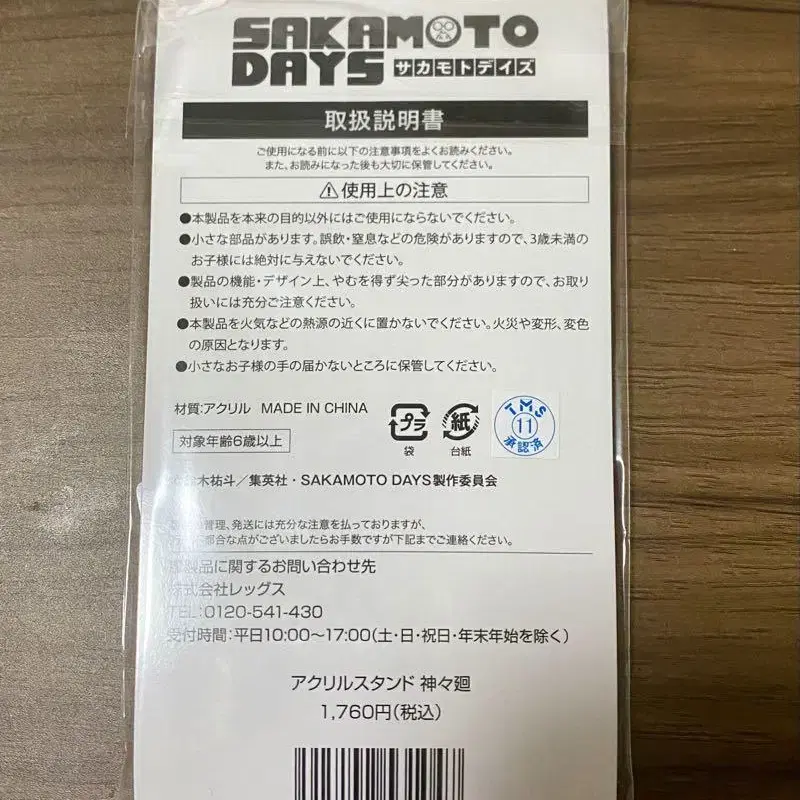 SAKAMOTO
DAYS サカモトデイズ
取扱説明書
ご使用になる前に以下の注意事項をよくお読みください。
また、お読みになった後も大切に保管してください。
⚠使用上の注意
●本製品を本来の目的以外にはご使用にならないでください。
●小さな部品があります。誤飲・窒息などの危険がありますので、3歳未満の
お子様には絶対に与えないでください。
●製品の機能・デザイン上、やむを得ず尖った部分がありますので、お取り
扱いには充分ご注意ください。
●本製品を火気などの熱源の近くに置かないでください。火災や変形、変色
の原因となります。
●小さなお子様の手の届かないところに保管してください。
材質:アクリル MADE IN CHINA
プラ
袋
紙
台紙
TMS
11
承認済
対象年齢6歳以上
木祐斗／集英社・SAKAMOTO DAYS製作委員会
管理、発送には充分な注意を払っておりますが、
部合な点がございましたらお手数ですが下記までご連絡ください。
製品に関するお問い合わせ先
株式会社レッグス
TEL:0120-541-430
受付時間:平日10:00〜17:00(土・日・祝日・年末年始を除く)
アクリルスタンド 神々廻
1,760円(税込)